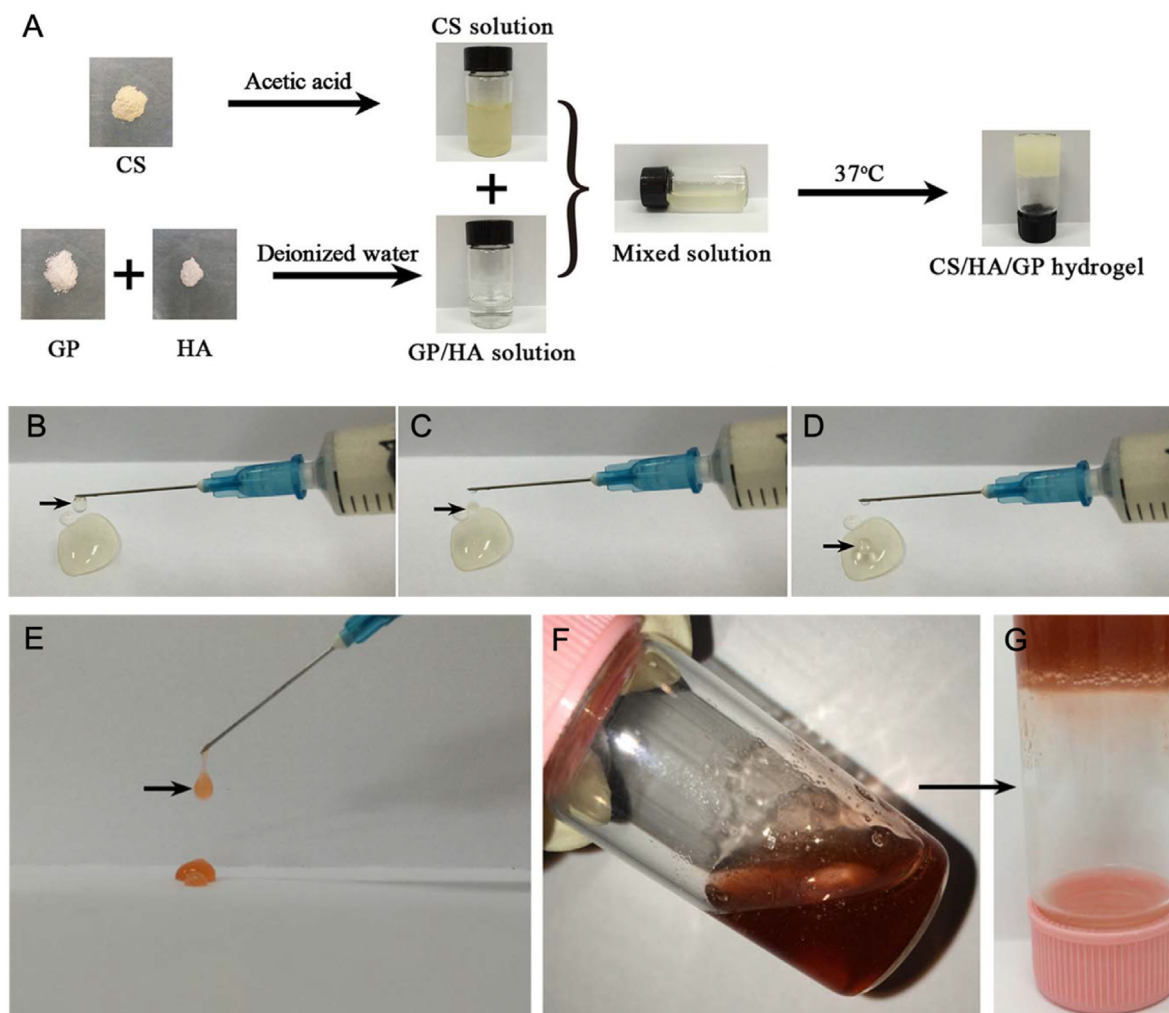 A
CS solution
Acetic acid
CS
+
37°C
Mixed solution
CS/HA/GP hydrogel
+
Deionized water
GP
HA
GP/HA solution
B
C
D
E
F
G